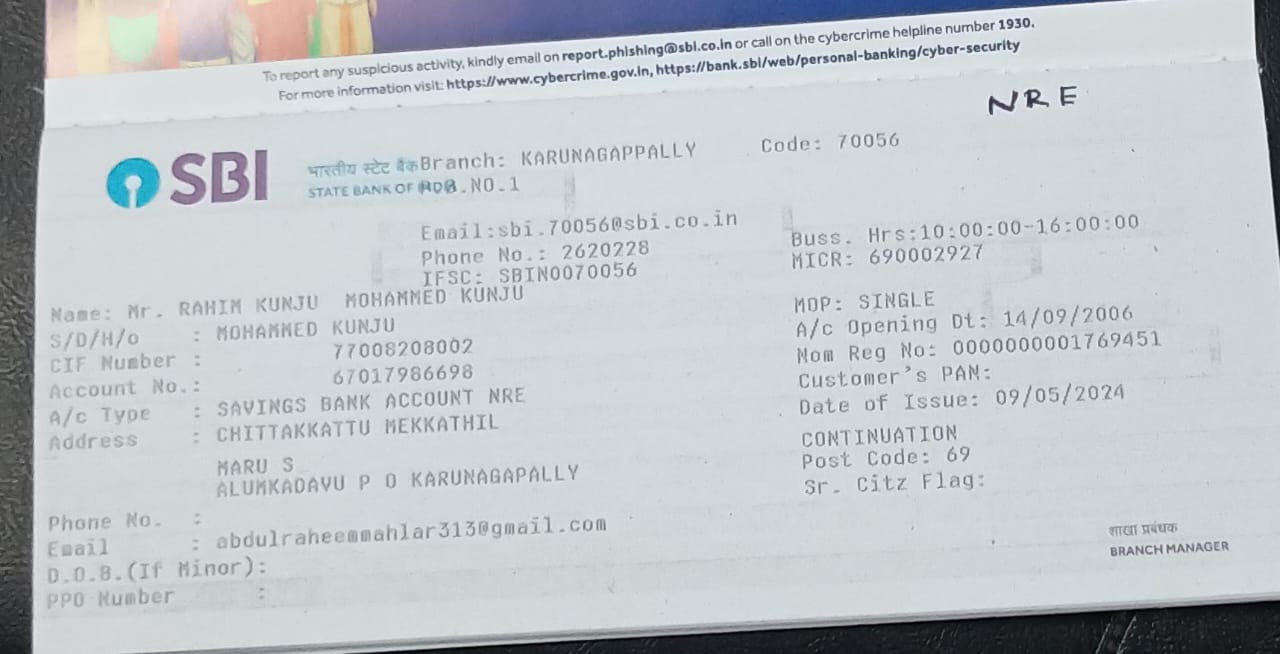 To report any suspicious activity, kindly email on report.phishing@sbi.co.in or call on the cybercrime helpline number 1930.
For more information visit: https://www.cybercrime.gov.in, https://bank.sbi/web/personal-banking/cyber-security
NRE
SBI भारतीय स्टेट बैंक Branch: KARUNAGAPPALLY Code: 70056
STATE BANK OF ADB.NO.1
Email:sbi.70056@sbi.co.in Buss. Hrs:10:00:00-16:00:00
Phone No.: 2620228 MICR: 690002927
IFSC: SBIN0070056
Name: Mr. RAHIM KUNJU MOHAMMED KUNJU MOP: SINGLE
S/D/H/o : MOHAMMED KUNJU A/c Opening Dt: 14/09/2006
CIF Number : 77008208002 Nom Reg No: 0000000001769451
Account No.: 67017986698 Customer's PAN:
A/c Type : SAVINGS BANK ACCOUNT NRE Date of Issue: 09/05/2024
Address : CHITTAKKATTU MEKKATHIL CONTINUATION
MARU S Post Code: 69
ALUMKADAVU P O KARUNAGAPALLY Sr. Citz Flag:
Phone No. :
Email : abdulraheemmahlar313@gmail.com
D.O.B.(If Minor):
PPO Number :
शाखा प्रबंधक
BRANCH MANAGER